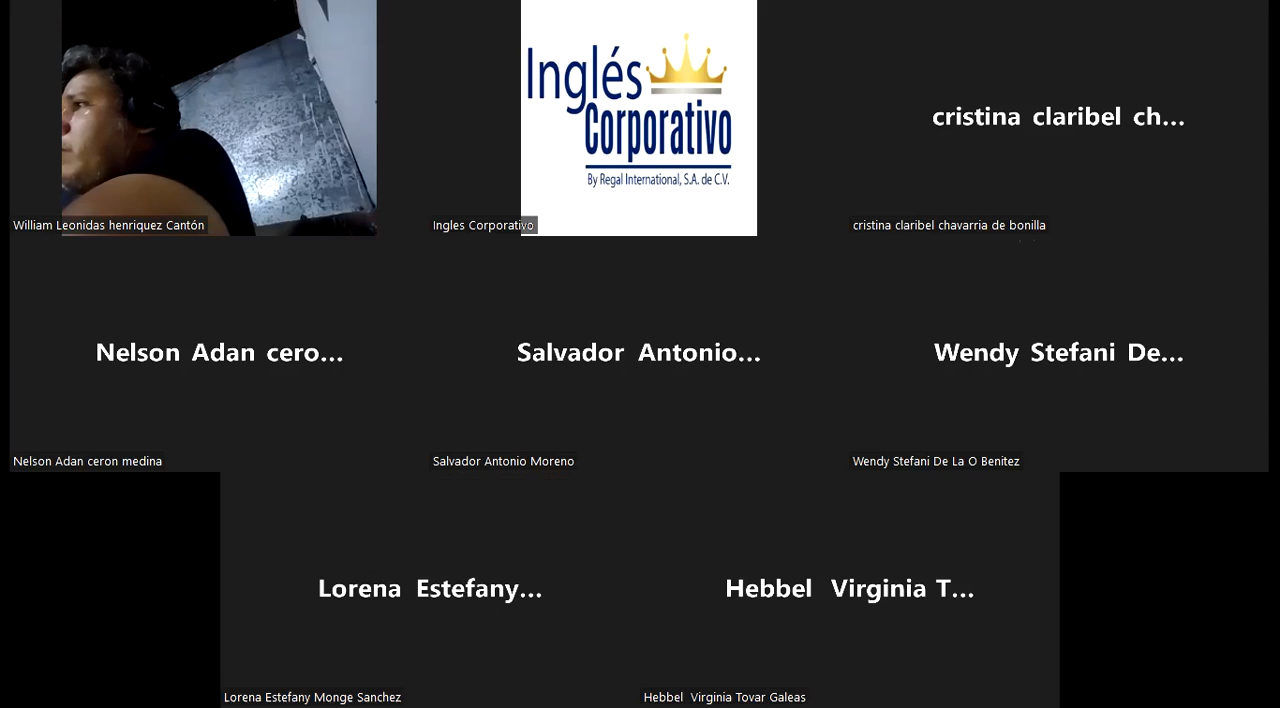 Inglés
Corporativo
By Regal International, S.A. de C.V.
cristina claribel ch...
William Leonidas henriquez Cantón
Ingles Corporativo
cristina claribel chavarria de bonilla
Nelson Adan cero...
Salvador Antonio...
Wendy Stefani De...
Nelson Adan ceron medina
Salvador Antonio Moreno
Wendy Stefani De La O Benitez
Lorena Estefany...
Hebbel Virginia T...
Lorena Estefany Monge Sanchez
Hebbel Virginia Tovar Galeas